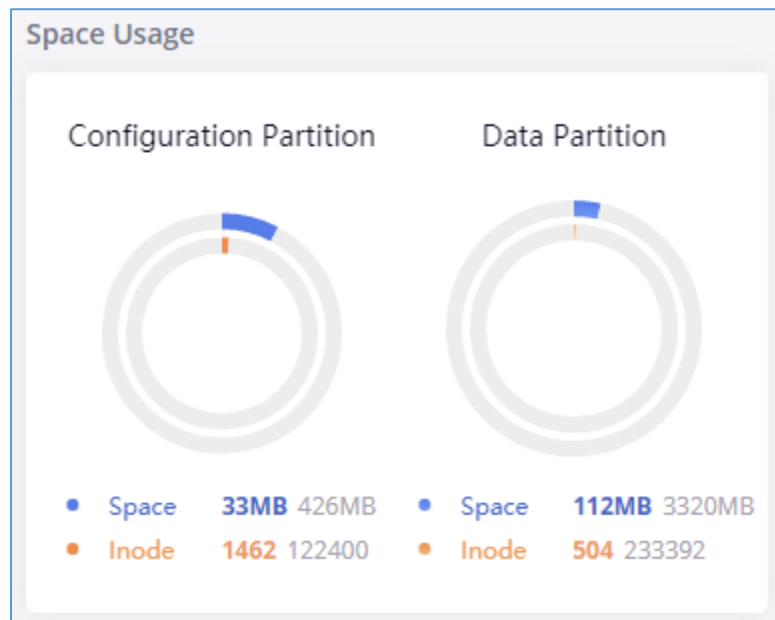 Space Usage
Configuration Partition
Data Partition
Space 33MB 426MB
Inode 1462 122400
Space 112MB 3320MB
Inode 504 233392